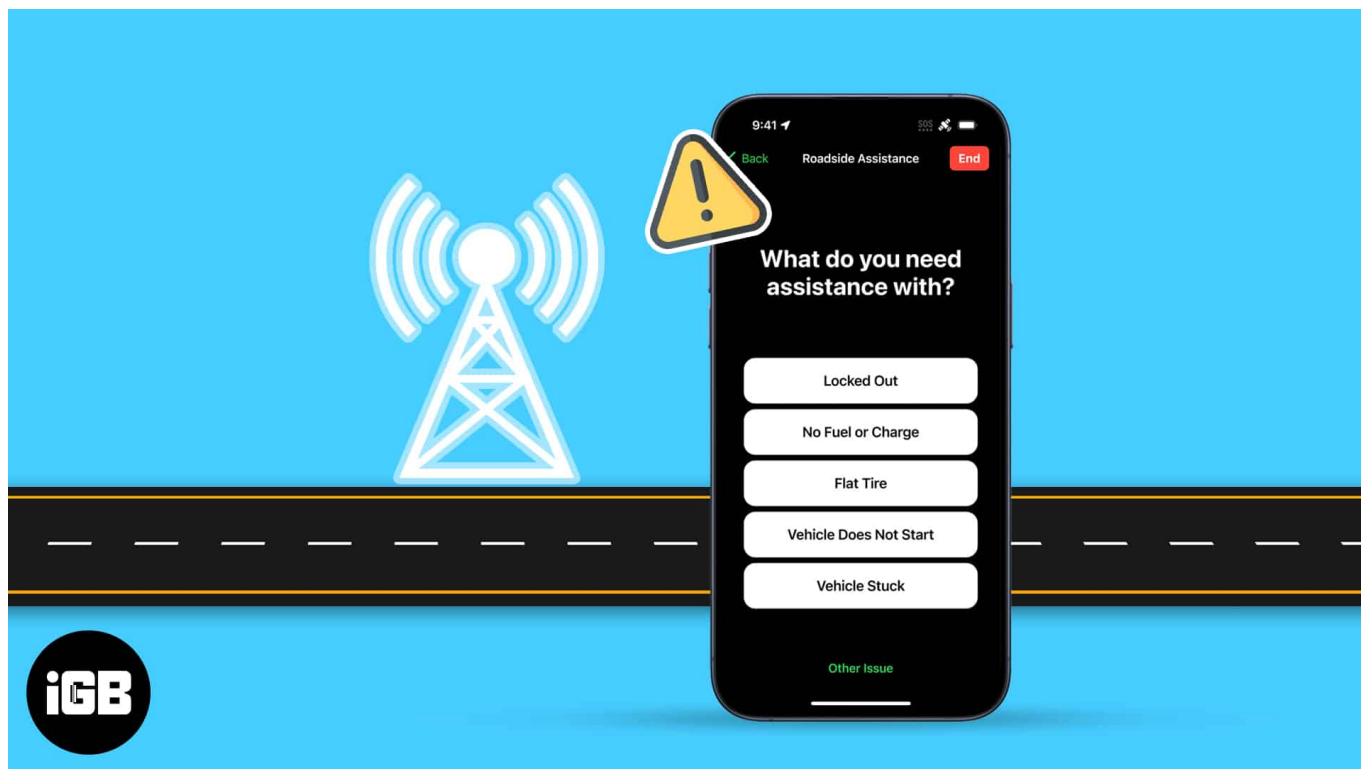 9:41
SOS
Back
Roadside Assistance
End
What do you need
assistance with?
Locked Out
No Fuel or Charge
Flat Tire
Vehicle Does Not Start
Vehicle Stuck
Other Issue
iGB